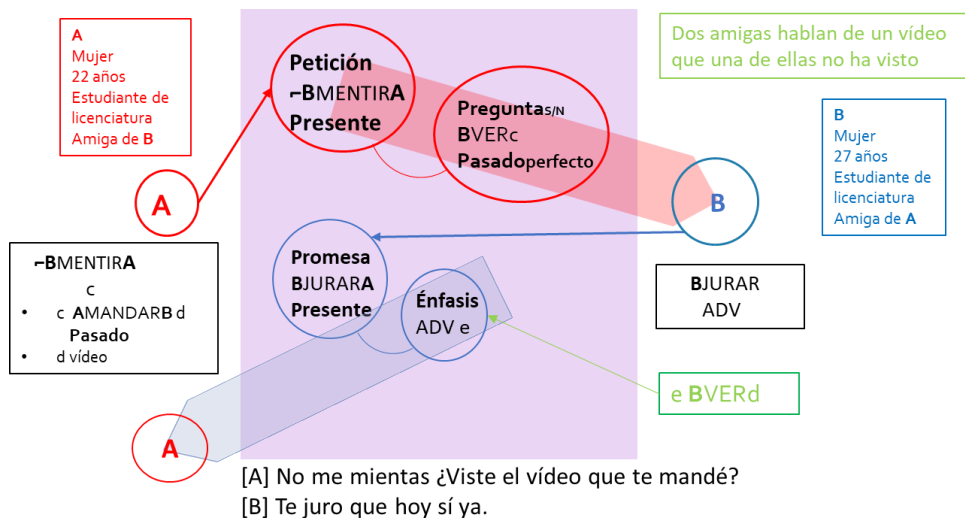 A
Mujer
22 años
Estudiante de
licenciatura
Amiga de B
Petición
⌐BMENTIRA
Presente
Pregunta S/N
BVERc
Pasadoperfecto
Dos amigas hablan de un vídeo
que una de ellas no ha visto
B
Mujer
27 años
Estudiante de
licenciatura
Amiga de A
A
B
⌐BMENTIRA
c
• c AMANDARB d
Pasado
• d vídeo
Promesa
BJURARA
Presente
Énfasis
ADV e
BJURAR
ADV
e BVERd
A
[A] No me mientas ¿Viste el vídeo que te mandé?
[B] Te juro que hoy sí ya.